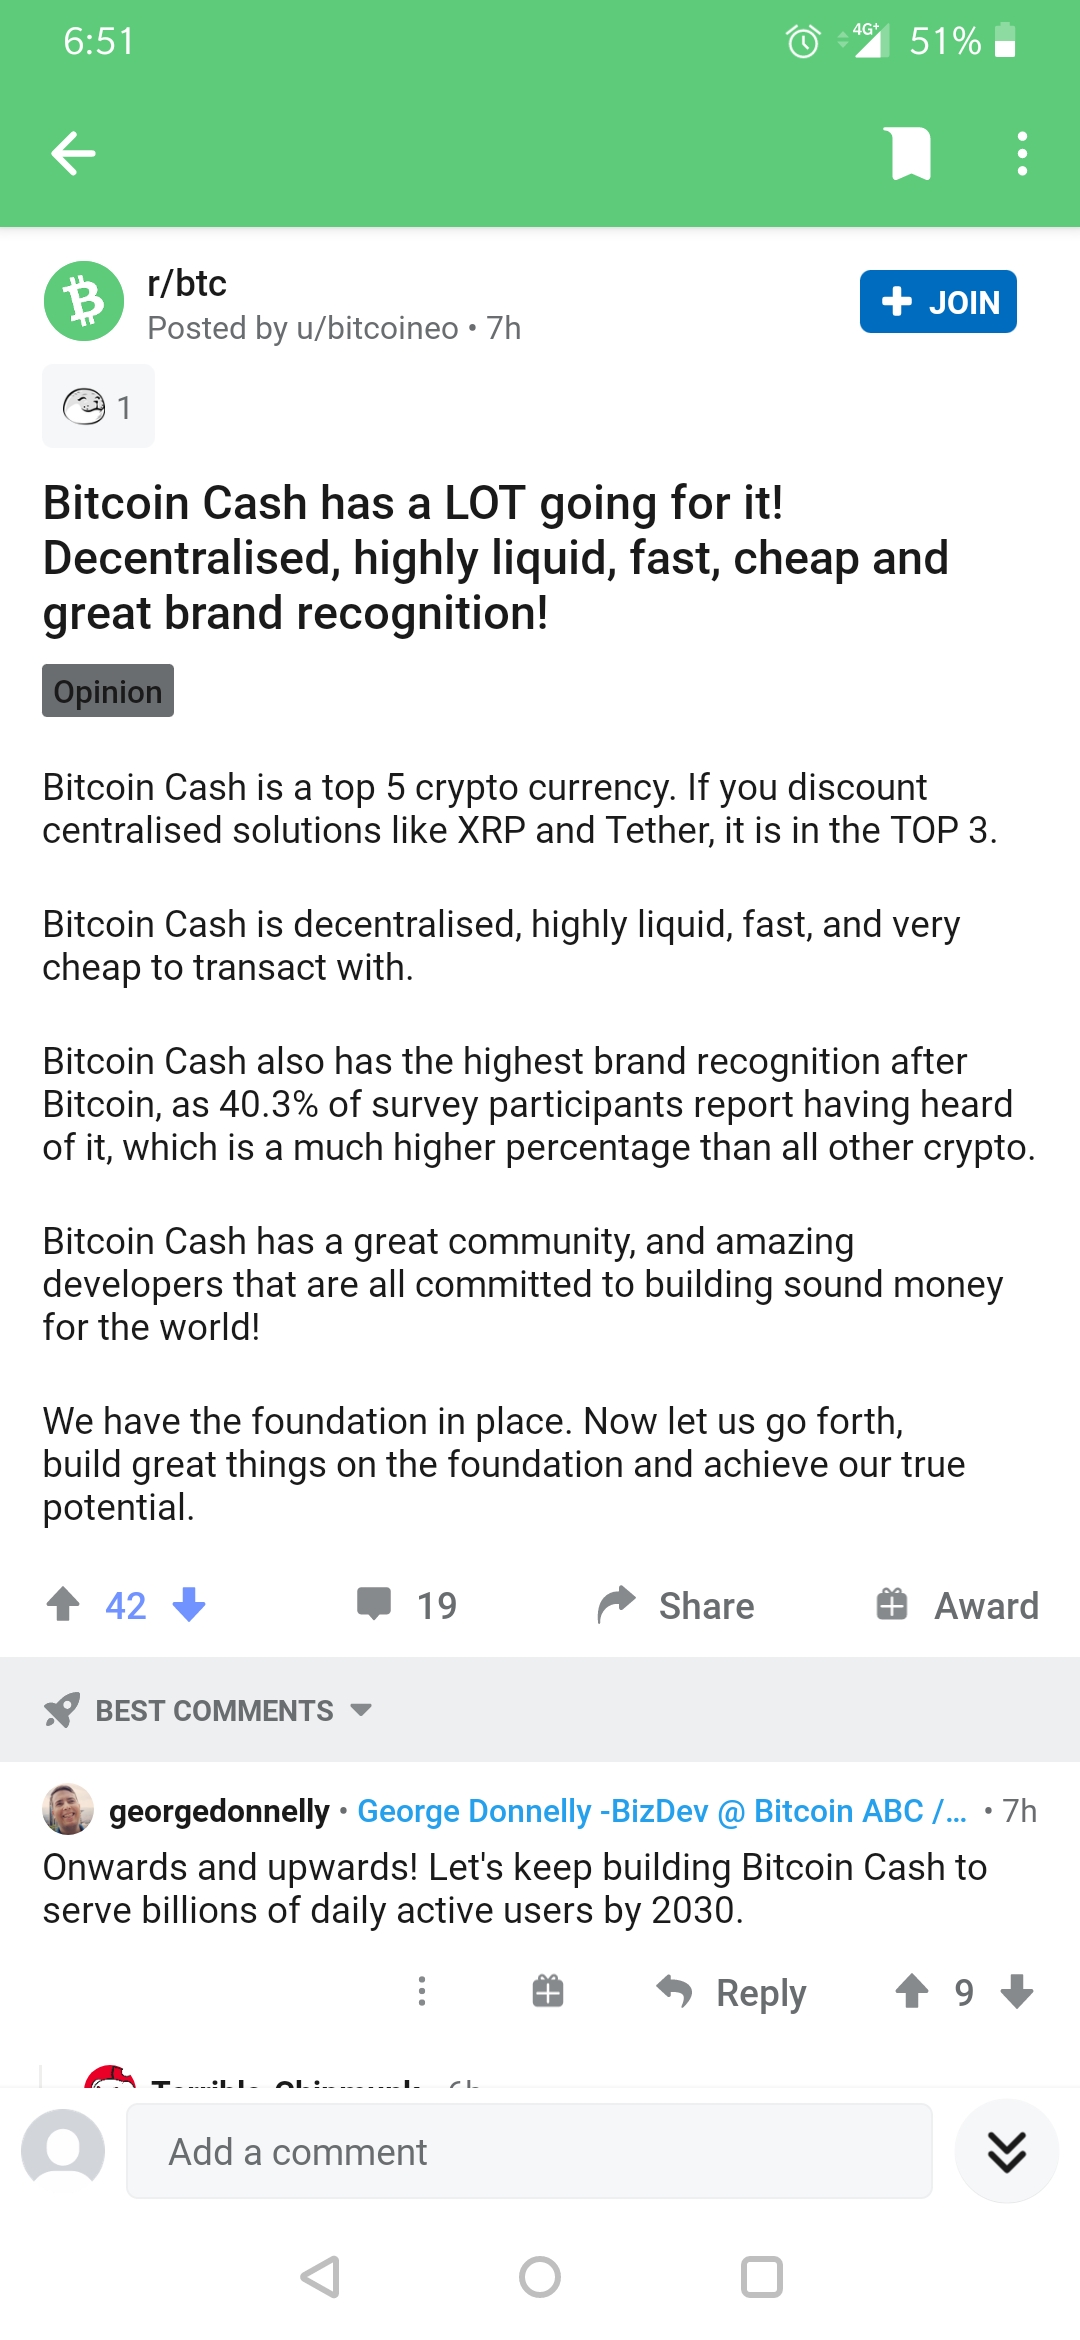 6:51
4G+ 51%
r/btc
Posted by u/bitcoineo • 7h
+ JOIN
1
Bitcoin Cash has a LOT going for it!
Decentralised, highly liquid, fast, cheap and
great brand recognition!
Opinion
Bitcoin Cash is a top 5 crypto currency. If you discount
centralised solutions like XRP and Tether, it is in the TOP 3.
Bitcoin Cash is decentralised, highly liquid, fast, and very
cheap to transact with.
Bitcoin Cash also has the highest brand recognition after
Bitcoin, as 40.3% of survey participants report having heard
of it, which is a much higher percentage than all other crypto.
Bitcoin Cash has a great community, and amazing
developers that are all committed to building sound money
for the world!
We have the foundation in place. Now let us go forth,
build great things on the foundation and achieve our true
potential.
42 19 Share Award
BEST COMMENTS
georgedonnelly • George Donnelly -BizDev @ Bitcoin ABC /... • 7h
Onwards and upwards! Let's keep building Bitcoin Cash to
serve billions of daily active users by 2030.
Reply 9
Add a comment